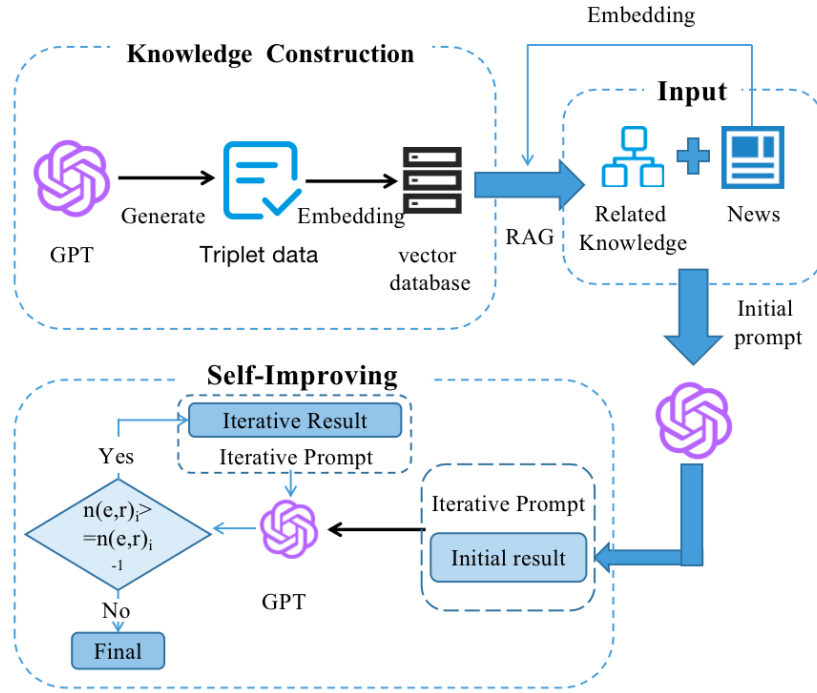 Embedding
Knowledge Construction
Input
Generate
Embedding
GPT
Triplet data
vector
database
RAG
Related
Knowledge
News
Initial
prompt
Self-Improving
Iterative Result
Iterative Prompt
Yes
n(e,r)i>
=n(e,r)i
-1
No
Final
GPT
Iterative Prompt
Initial result